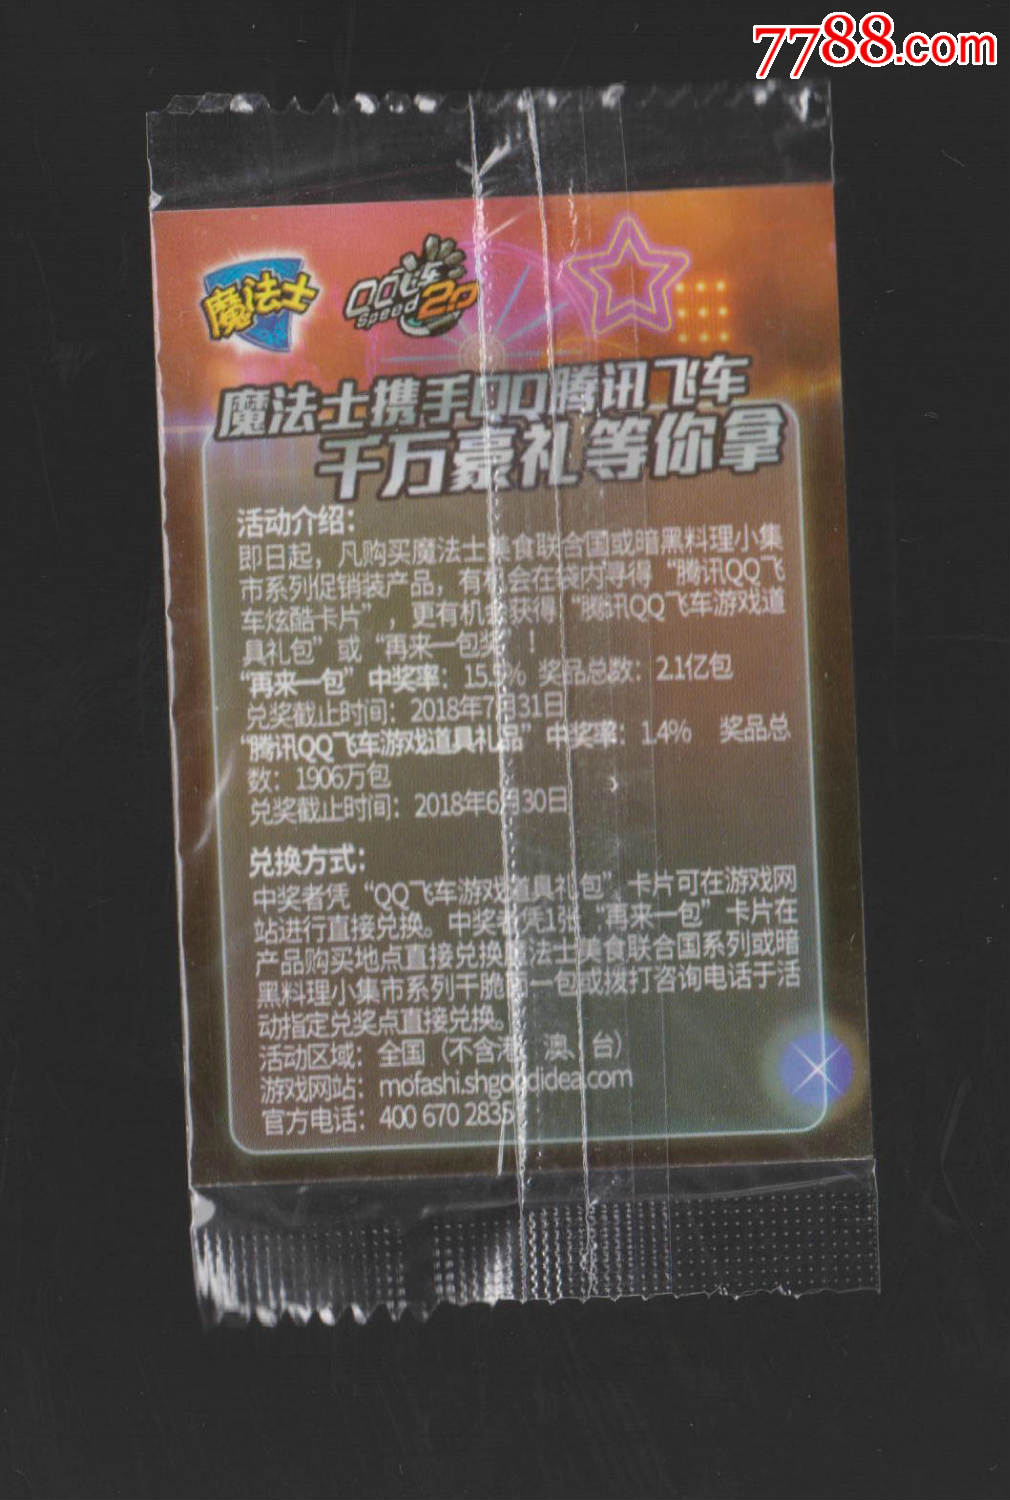 7788.com
魔法士
QQ飞车
Speed 2.0
魔法士携手QQ腾讯飞车
千万豪礼等你拿
活动介绍：
即日起，凡购买魔法士美食联合国或暗黑料理小集
市系列促销装产品，有机会在袋内寻得“腾讯QQ飞
车炫酷卡片”，更有机会获得“腾讯QQ飞车游戏道
具礼包”或“再来一包奖”！
“再来一包”中奖率：15.5% 奖品总数：2.1亿包
兑奖截止时间：2018年7月31日
“腾讯QQ飞车游戏道具礼品”中奖率：1.4% 奖品总
数：1906万包
兑奖截止时间：2018年6月30日
兑换方式：
中奖者凭“QQ飞车游戏道具礼包”卡片可在游戏网
站进行直接兑换。中奖者凭1张“再来一包”卡片在
产品购买地点直接兑换魔法士美食联合国系列或暗
黑料理小集市系列干脆面一包或拨打咨询电话于活
动指定兑奖点直接兑换。
活动区域：全国（不含港、澳、台）
游戏网站：mofashi.shgoodidea.com
官方电话：400 670 2835